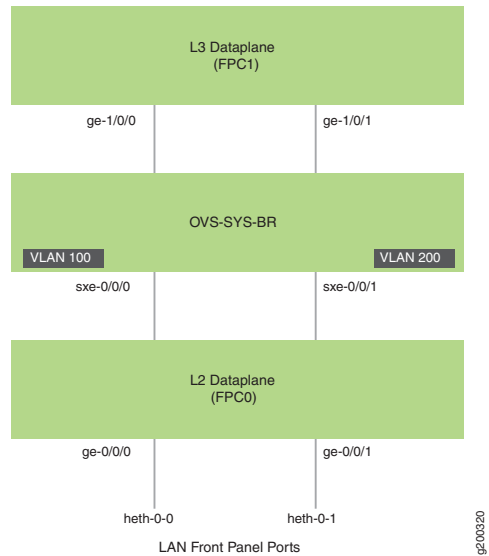 L3 Dataplane
(FPC1)
ge-1/0/0
ge-1/0/1
OVS-SYS-BR
VLAN 100
VLAN 200
sxe-0/0/0
sxe-0/0/1
L2 Dataplane
(FPC0)
ge-0/0/0
ge-0/0/1
heth-0-0
heth-0-1
LAN Front Panel Ports
g200320